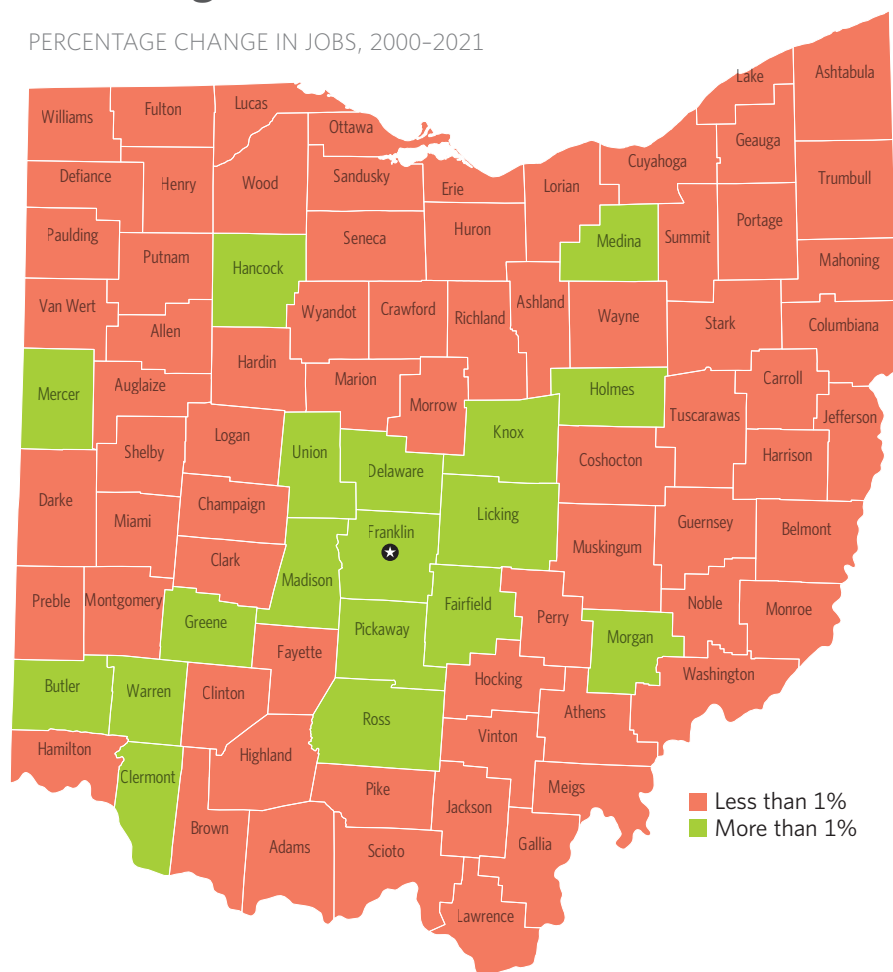 PERCENTAGE CHANGE IN JOBS, 2000–2021
Lake
Ashtabula
Williams
Fulton
Lucas
Ottawa
Geauga
Cuyahoga
Defiance
Henry
Wood
Sandusky
Erie
Lorian
Trumbull
Paulding
Putnam
Hancock
Seneca
Huron
Medina
Summit
Portage
Mahoning
Van Wert
Allen
Wyandot
Crawford
Richland
Ashland
Wayne
Stark
Columbiana
Mercer
Auglaize
Hardin
Marion
Morrow
Holmes
Carroll
Tuscarawas
Jefferson
Shelby
Logan
Union
Delaware
Knox
Coshocton
Harrison
Darke
Miami
Champaign
Franklin
Licking
Muskingum
Guernsey
Belmont
Clark
Madison
Preble
Montgomery
Greene
Fairfield
Perry
Morgan
Noble
Monroe
Pickaway
Fayette
Hocking
Washington
Butler
Warren
Clinton
Ross
Athens
Vinton
Hamilton
Clermont
Highland
Pike
Jackson
Meigs
Brown
Adams
Scioto
Gallia
Lawrence
Less than 1%
More than 1%